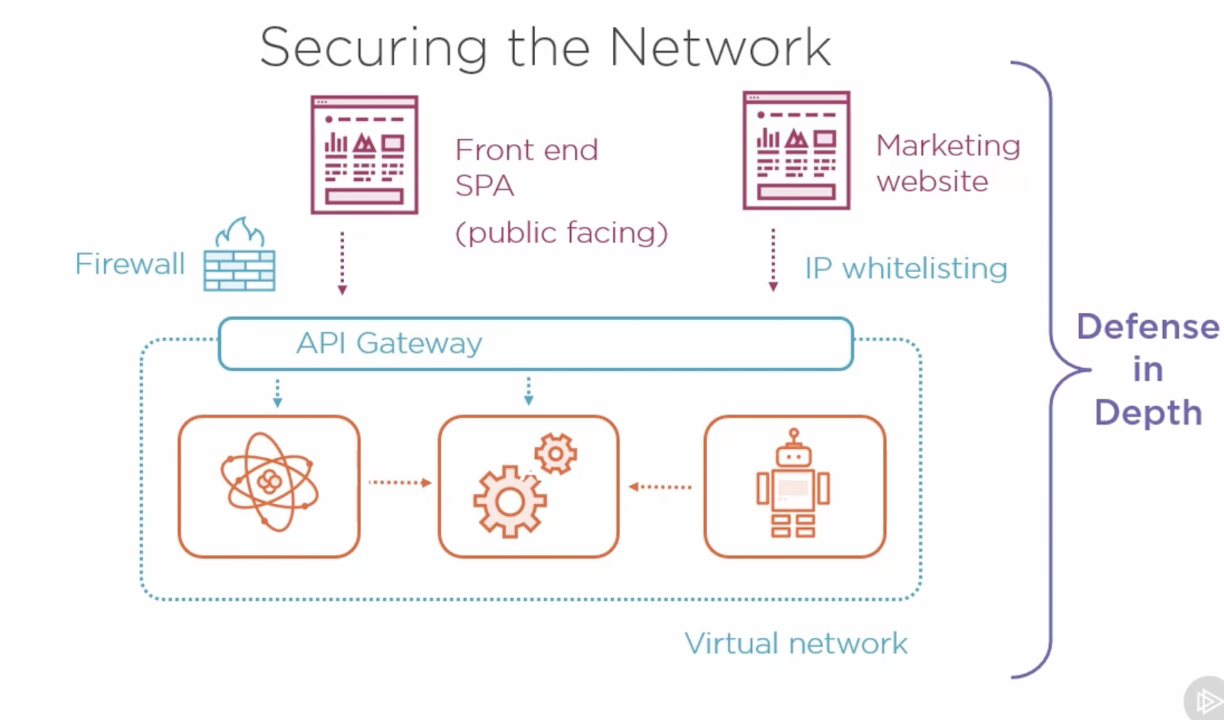 Securing the Network
Front end
SPA
(public facing)
Marketing
website
Firewall
IP whitelisting
API Gateway
Defense
in
Depth
Virtual network